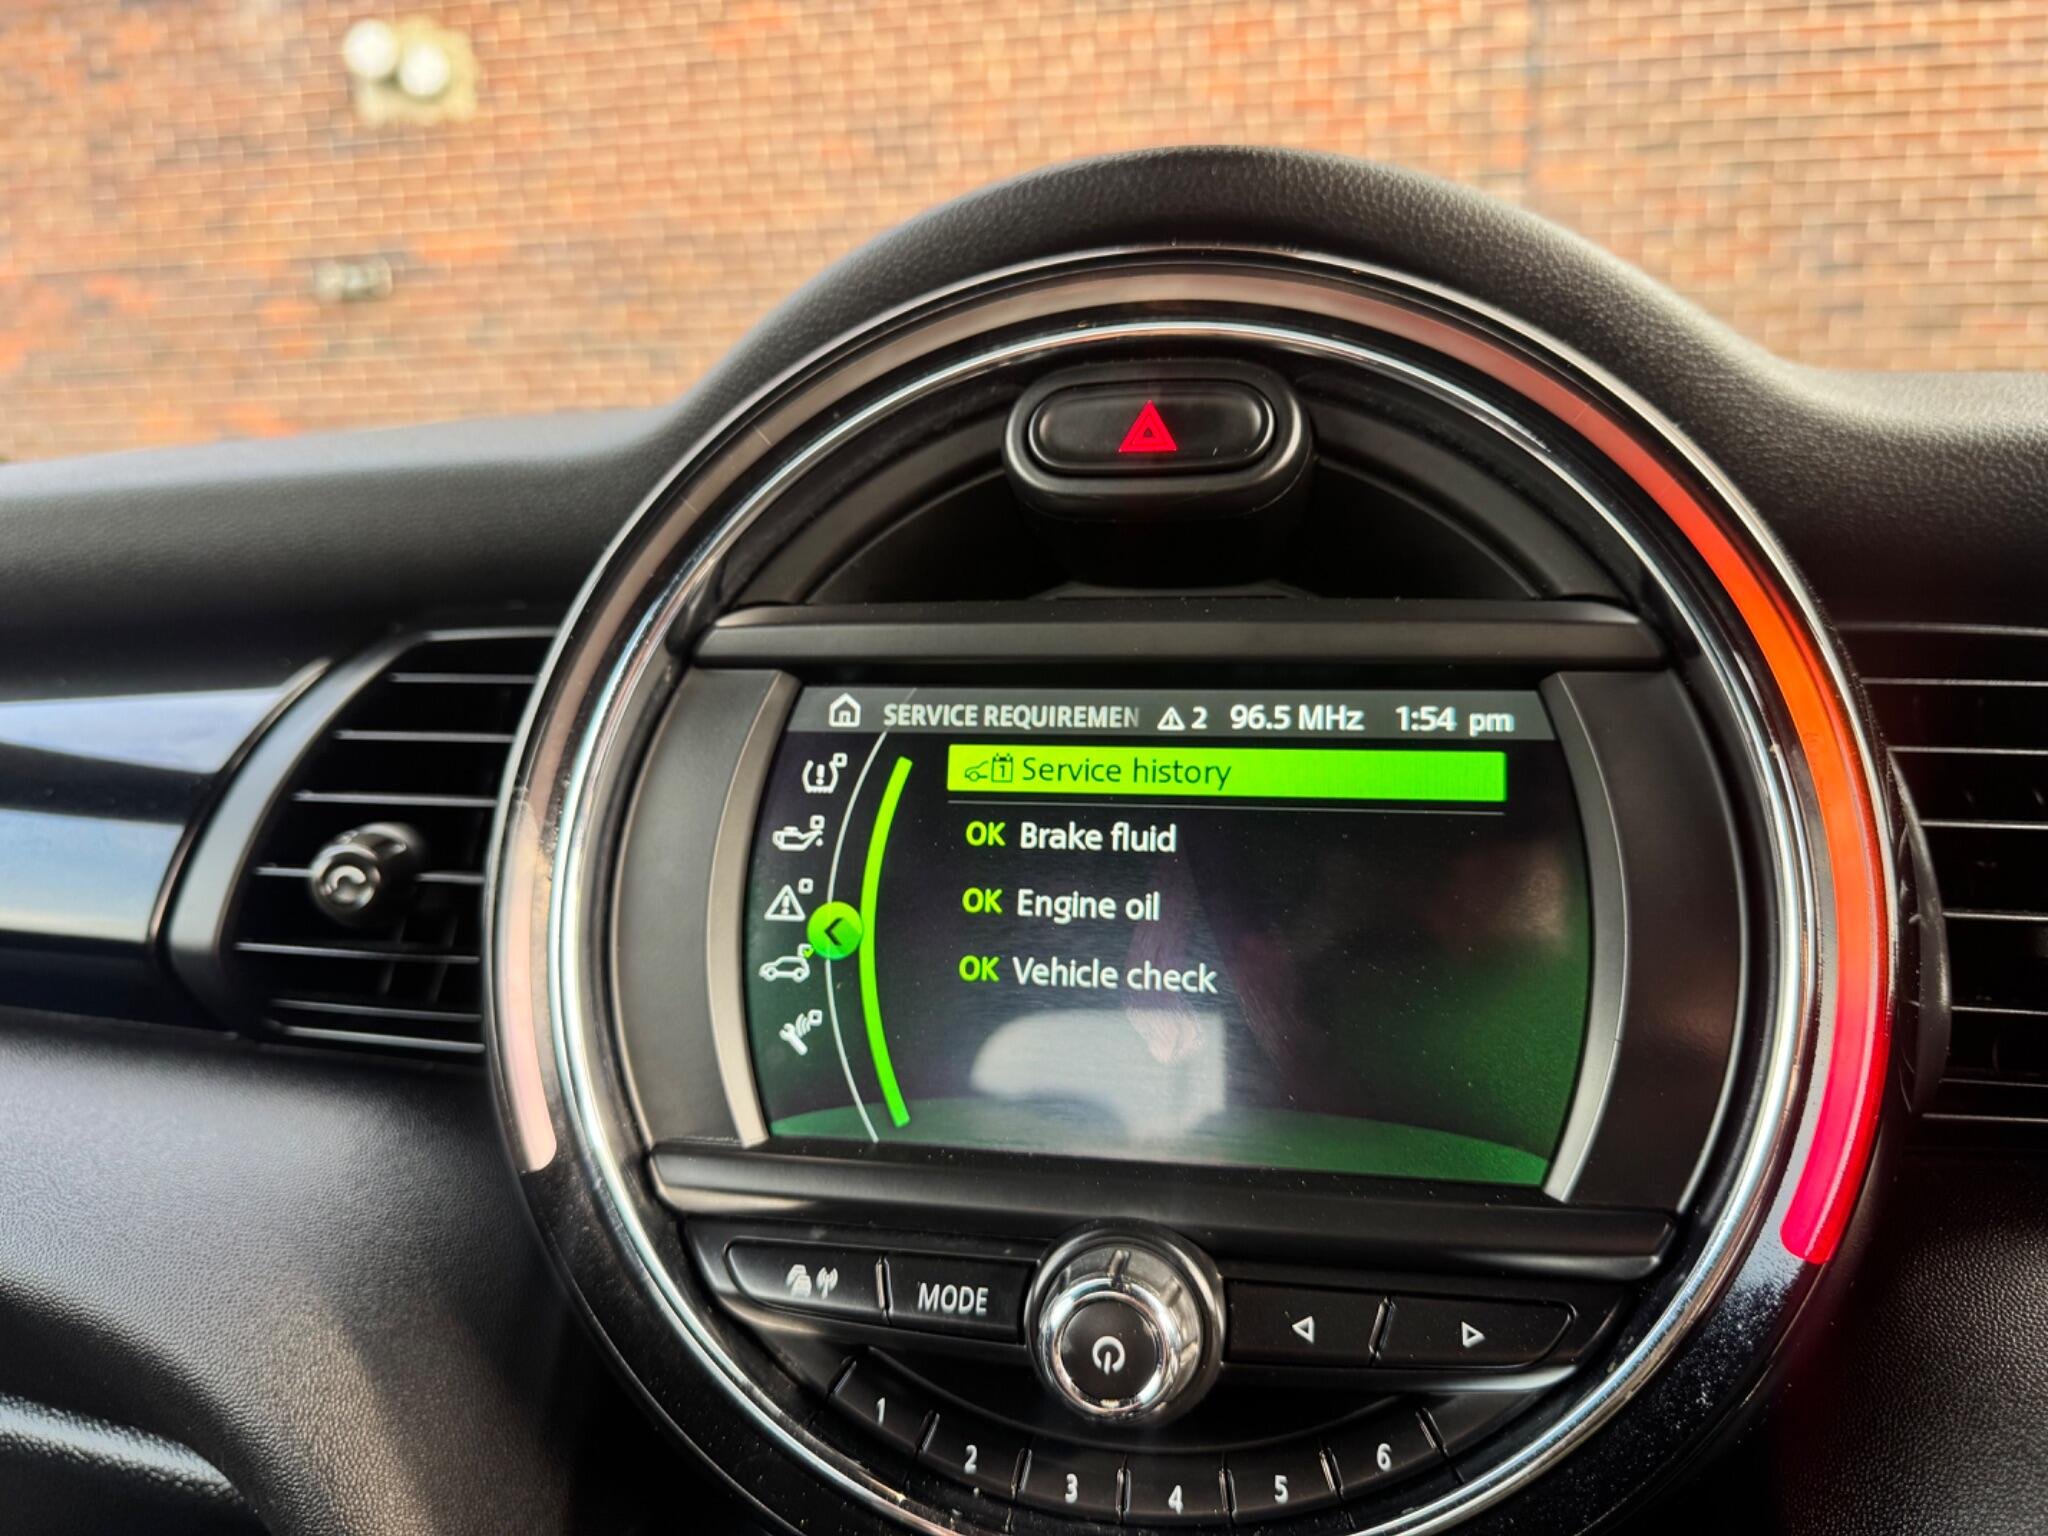 SERVICE REQUIREMEN 2 96.5 MHz 1:54 pm
1 Service history
OK Brake fluid
OK Engine oil
OK Vehicle check
MODE
1 2 3 4 5 6